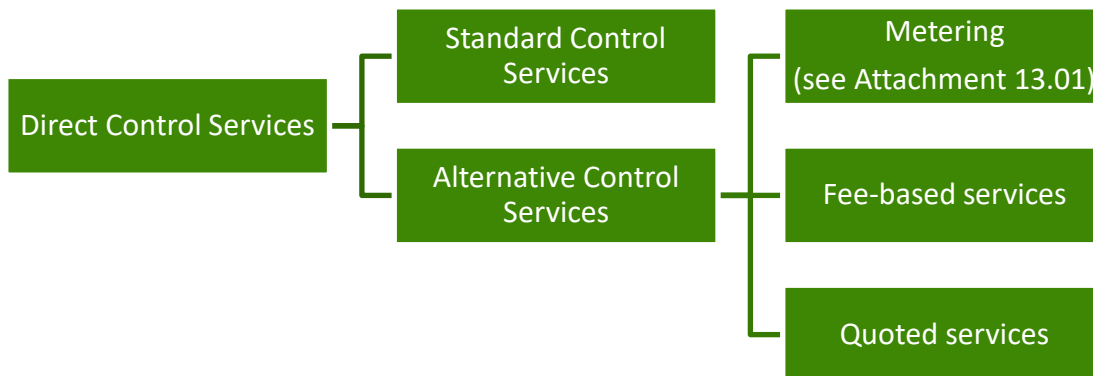 Direct Control Services
Standard Control
Services
Alternative Control
Services
Metering
(see Attachment 13.01)
Fee-based services
Quoted services